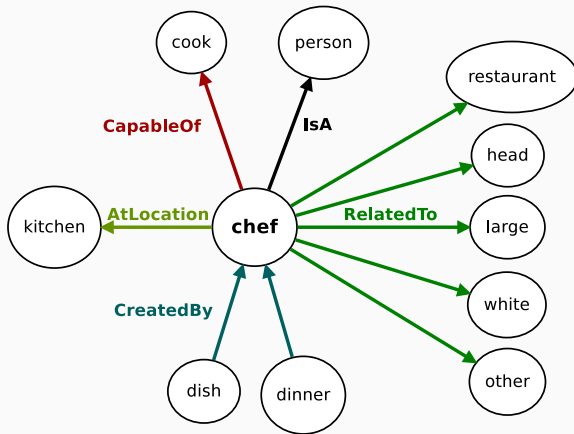 cook
person
restaurant
CapableOf
IsA
head
kitchen
AtLocation
chef
RelatedTo
large
CreatedBy
white
dish
dinner
other